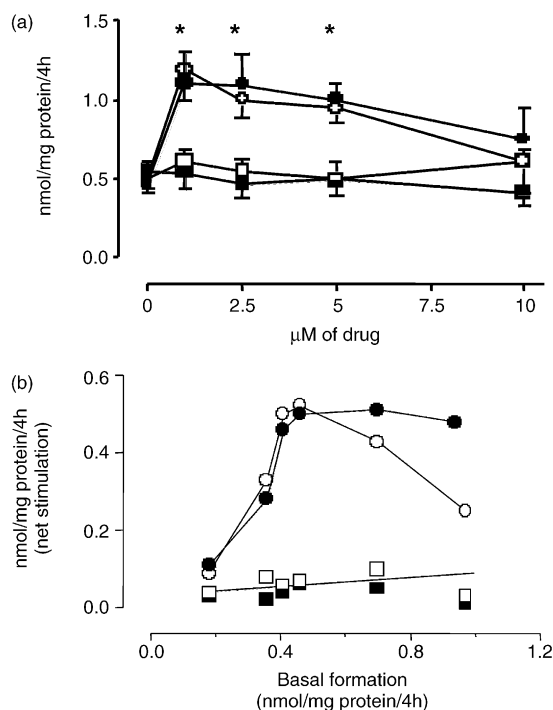 (a)
* * *
nmol/mg protein/4h
1.5
1.0
0.5
0.0
0 2.5 5 7.5 10
μM of drug
(b)
nmol/mg protein/4h
(net stimulation)
0.6
0.4
0.2
0.0
0.0 0.4 0.8 1.2
Basal formation
(nmol/mg protein/4h)